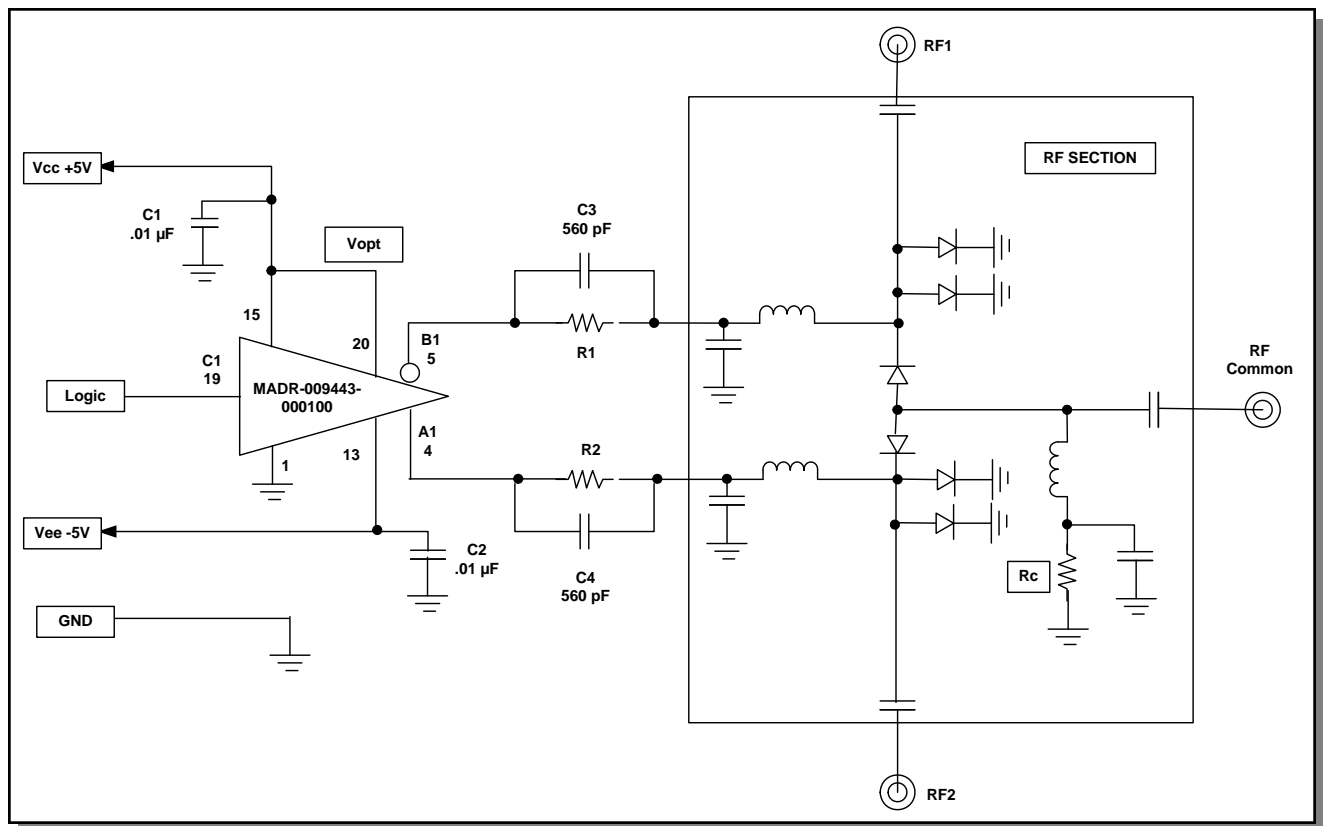 RF1
RF SECTION
Vcc +5V
C1
.01 µF
Vopt
C3
560 pF
15
20
B1
5
R1
C1
19
MADR-009443-
000100
Logic
RF
Common
A1
4
1
13
R2
Vee -5V
C2
.01 µF
C4
560 pF
Rc
GND
RF2